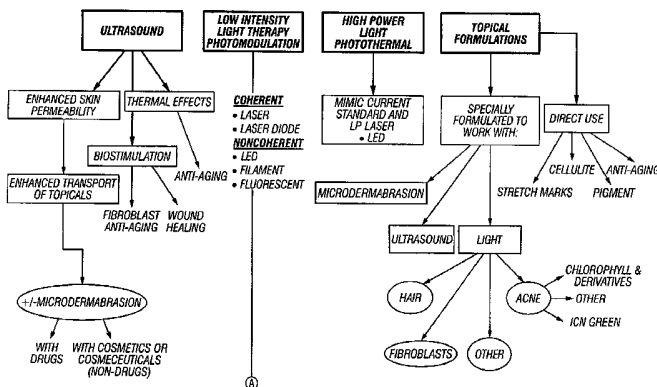 ULTRASOUND
LOW INTENSITY
LIGHT THERAPY
PHOTOMODULATION
HIGH POWER
LIGHT
PHOTOTHERMAL
TOPICAL
FORMULATIONS
ENHANCED SKIN
PERMEABILITY
THERMAL EFFECTS
BIOSTIMULATION
ANTI-AGING
ENHANCED TRANSPORT
OF TOPICALS
FIBROBLAST
ANTI-AGING
WOUND
HEALING
+/-MICRODERMABRASION
WITH
DRUGS
WITH COSMETICS OR
COSMECEUTICALS
(NON-DRUGS)
COHERENT
• LASER
• LASER DIODE
NONCOHERENT
• LED
• FILAMENT
• FLUORESCENT
A
MIMIC CURRENT
STANDARD AND
LP LASER
• LED
SPECIALLY
FORMULATED TO
WORK WITH:
DIRECT USE
CELLULITE
ANTI-AGING
STRETCH MARKS
PIGMENT
MICRODERMABRASION
ULTRASOUND
LIGHT
HAIR
ACNE
CHLOROPHYLL &
DERIVATIVES
OTHER
ICN GREEN
FIBROBLASTS
OTHER